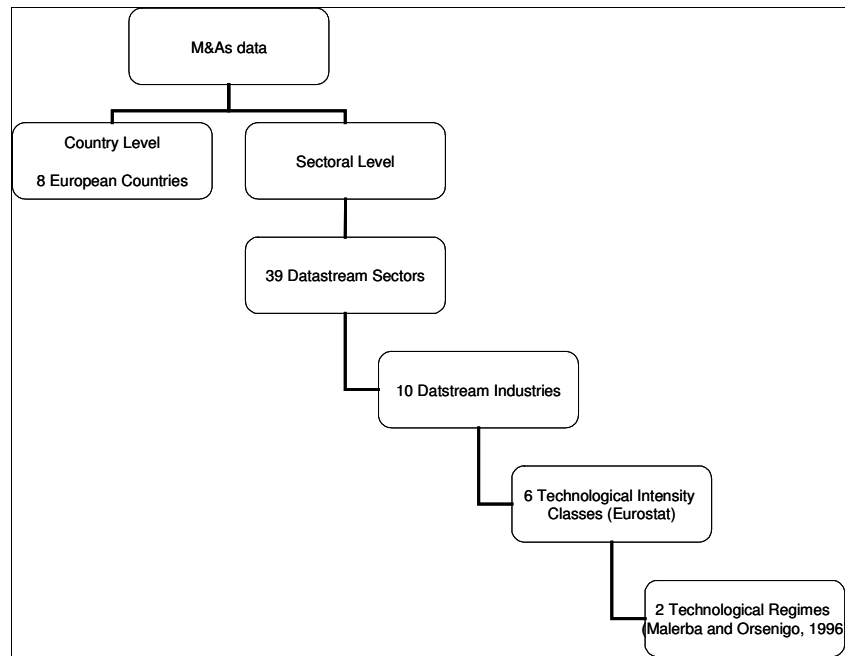 M&As data
Country Level
8 European Countries
Sectoral Level
39 Datastream Sectors
10 Datstream Industries
6 Technological Intensity
Classes (Eurostat)
2 Technological Regimes
(Malerba and Orsenigo, 1996